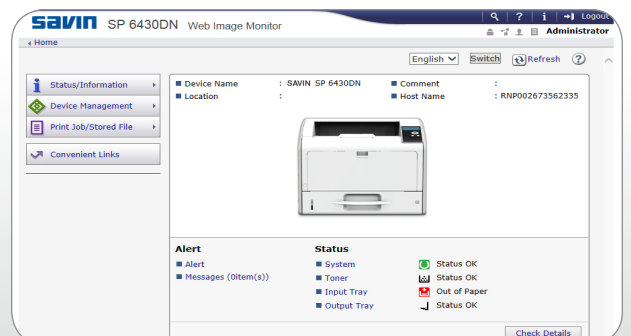 savin SP 6430DN Web Image Monitor
? i Logout
Administrator
Home
English Switch Refresh ?
Status/Information
Device Management
Print Job/Stored File
Convenient Links
Device Name : SAVIN SP 6430DN Comment :
Location : Host Name : RNP002673562335
Alert Status
Alert System Status OK
Messages (0item(s)) Toner Status OK
Input Tray Out of Paper
Output Tray Status OK
Check Details